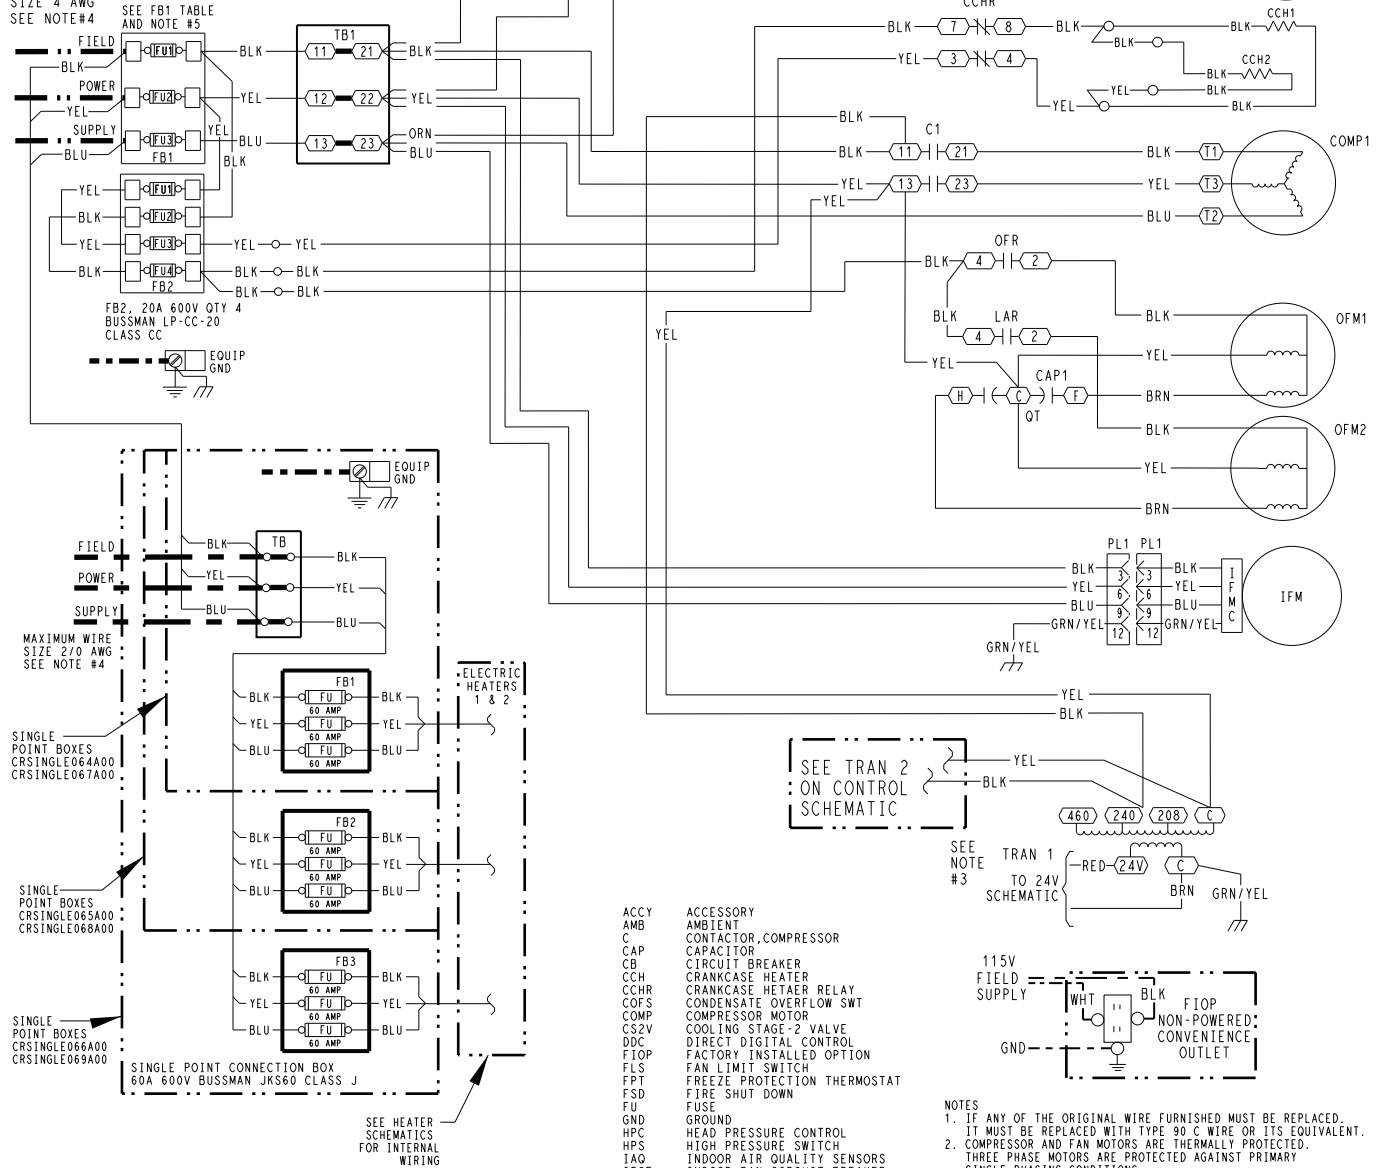 SIZE 4 AWG
SEE NOTE#4
SEE FB1 TABLE
AND NOTE #5
FIELD
BLK
POWER
YEL
SUPPLY
BLU
FU1
FU2
FU3
FB1
BLK
YEL
BLU
YEL
BLK
TB1
11 21
12 22
13 23
BLK
YEL
ORN
BLU
YEL FU1
BLK FU2
YEL FU3 YEL YEL
BLK FU4 BLK BLK
FB2 BLK BLK
FB2, 20A 600V QTY 4
BUSSMAN LP-CC-20
CLASS CC
EQUIP
GND
CCHR
BLK 7 8 BLK BLK CCH1
BLK
YEL 3 4 CCH2
BLK
YEL BLK
YEL BLK
BLK
C1
BLK 11 21 BLK T1 COMP1
YEL 13 23 YEL T3
YEL
BLU T2
OFR
BLK 4 2
BLK
LAR
4 2
BLK OFM1
YEL
YEL
YEL
CAP1
H C F BRN
QT
BLK OFM2
YEL
BRN
EQUIP
GND
TB
FIELD BLK BLK
POWER YEL YEL
SUPPLY BLU BLU
MAXIMUM WIRE
SIZE 2/0 AWG
SEE NOTE #4
PL1 PL1
BLK 3 3 BLK
YEL 6 6 YEL
BLU 9 9 BLU
GRN/YEL 12 12 GRN/YEL
IFMC
IFM
GRN/YEL
FB1
BLK FU BLK
60 AMP
YEL FU YEL
60 AMP
BLU FU BLU
60 AMP
ELECTRIC
HEATERS
1 & 2
SINGLE
POINT BOXES
CRSINGLE064A00
CRSINGLE067A00
FB2
BLK FU BLK
60 AMP
YEL FU YEL
60 AMP
BLU FU BLU
60 AMP
SINGLE
POINT BOXES
CRSINGLE065A00
CRSINGLE068A00
FB3
BLK FU BLK
60 AMP
YEL FU YEL
60 AMP
BLU FU BLU
60 AMP
SINGLE
POINT BOXES
CRSINGLE066A00
CRSINGLE069A00
SINGLE POINT CONNECTION BOX
60A 600V BUSSMAN JKS60 CLASS J
SEE HEATER
SCHEMATICS
FOR INTERNAL
WIRING
YEL
BLK
SEE TRAN 2
ON CONTROL
SCHEMATIC
YEL
BLK
460 240 208 C
SEE
NOTE
#3
TRAN 1
TO 24V
SCHEMATIC
RED 24V C
BRN
GRN/YEL
115V
FIELD
SUPPLY
WHT
BLK
GND
FIOP
NON-POWERED
CONVENIENCE
OUTLET
ACCY ACCESSORY
AMB AMBIENT
C CONTACTOR,COMPRESSOR
CAP CAPACITOR
CB CIRCUIT BREAKER
CCH CRANKCASE HEATER
CCHR CRANKCASE HETAER RELAY
COFS CONDENSATE OVERFLOW SWT
COMP COMPRESSOR MOTOR
CS2V COOLING STAGE-2 VALVE
DDC DIRECT DIGITAL CONTROL
FIOP FACTORY INSTALLED OPTION
FLS FAN LIMIT SWITCH
FPT FREEZE PROTECTION THERMOSTAT
FSD FIRE SHUT DOWN
FU FUSE
GND GROUND
HPC HEAD PRESSURE CONTROL
HPS HIGH PRESSURE SWITCH
IAQ INDOOR AIR QUALITY SENSORS
NOTES
1. IF ANY OF THE ORIGINAL WIRE FURNISHED MUST BE REPLACED.
IT MUST BE REPLACED WITH TYPE 90 C WIRE OR ITS EQUIVALENT.
2. COMPRESSOR AND FAN MOTORS ARE THERMALLY PROTECTED.
THREE PHASE MOTORS ARE PROTECTED AGAINST PRIMARY